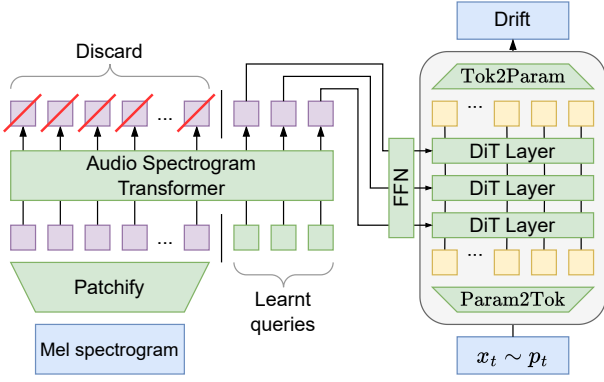 Drift
Discard
Tok2Param
...
...
Audio Spectrogram
Transformer
FFN
DiT Layer
DiT Layer
DiT Layer
...
...
Patchify
Learnt
queries
Param2Tok
Mel spectrogram
x_t ∼ p_t